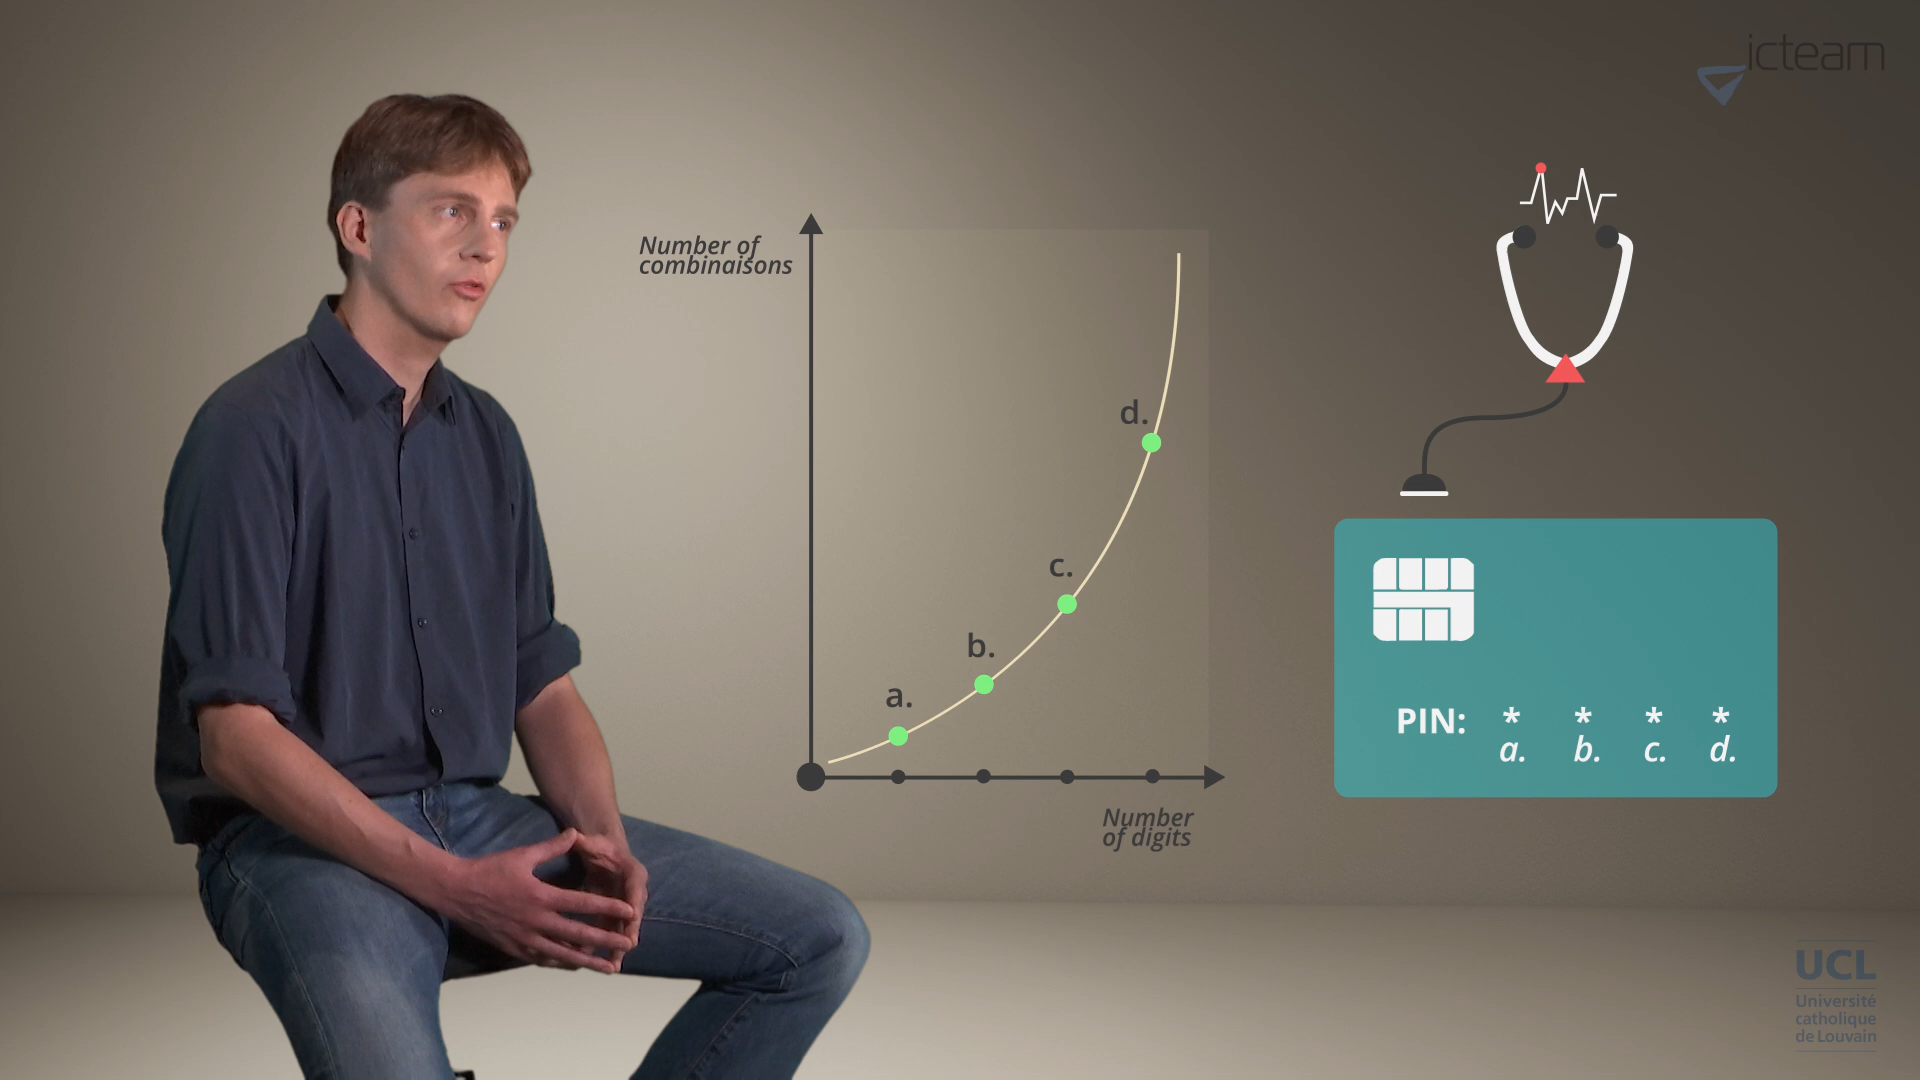 icteam
Number of
combinaisons
d.
c.
b.
a.
PIN: * * * *
a. b. c. d.
Number
of digits
UCL
Université
catholique
de Louvain